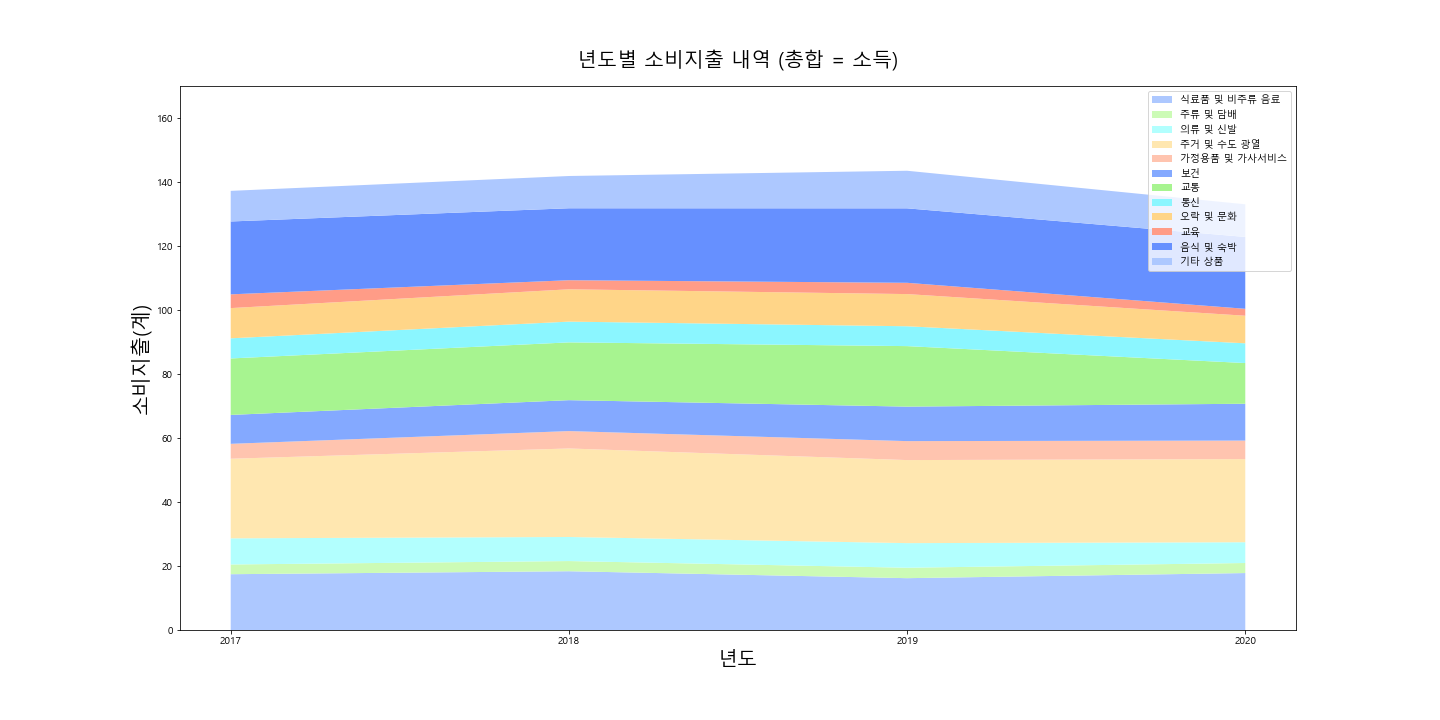 년도별 소비지출 내역 (총합 = 소득)
식료품 및 비주류 음료
주류 및 담배
의류 및 신발
주거 및 수도 광열
가정용품 및 가사서비스
보건
교통
통신
오락 및 문화
교육
음식 및 숙박
기타 상품
소비지출(계)
160
140
120
100
80
60
40
20
0
2017 2018 2019 2020
년도